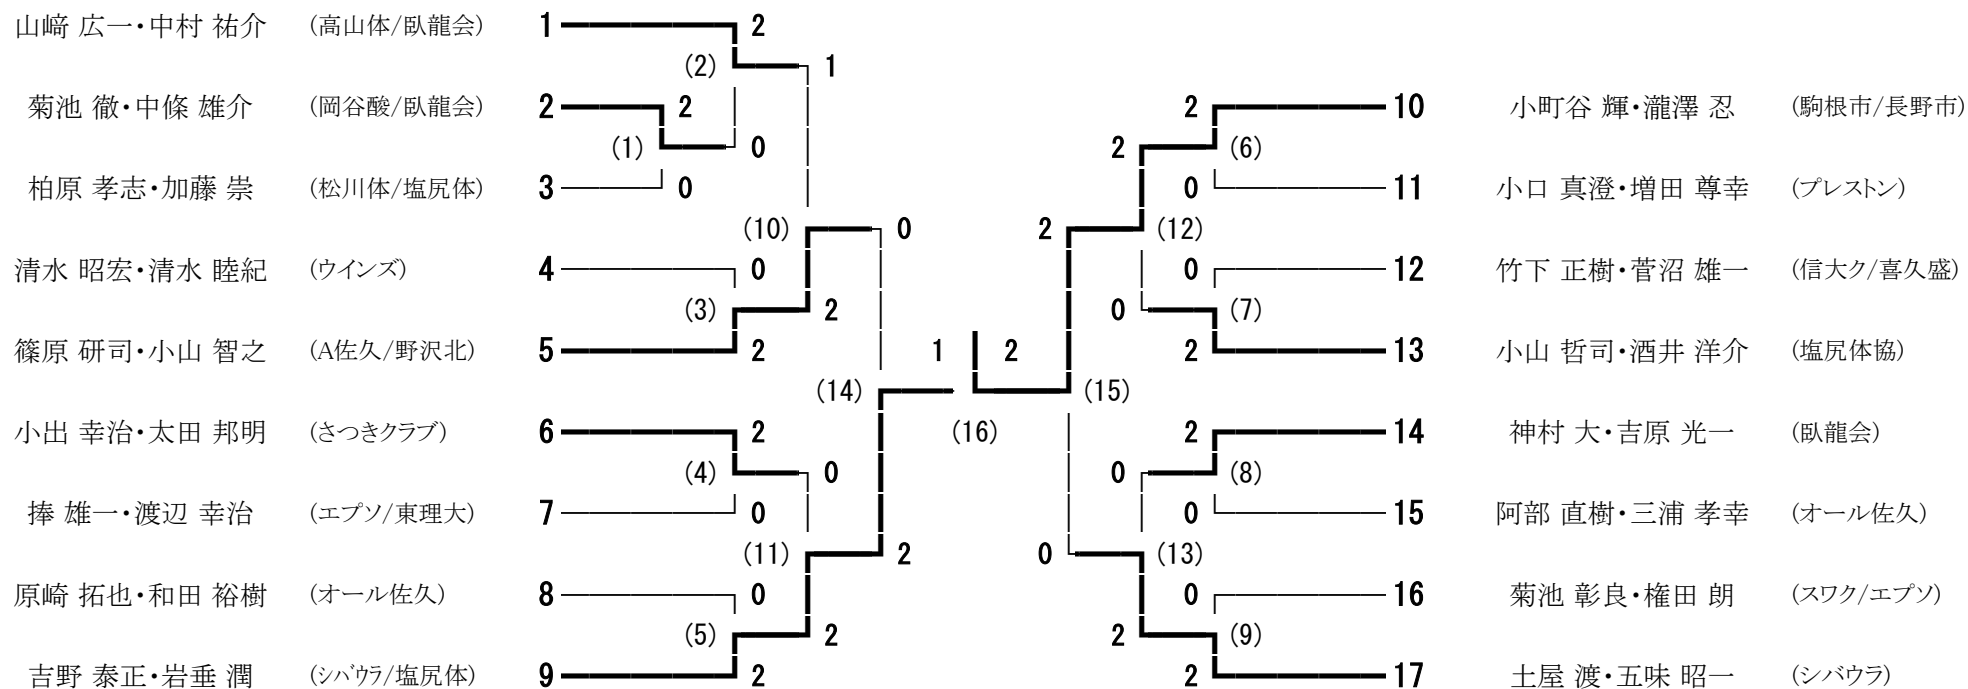 山﨑 広一・中村 祐介 (高山体/臥龍会) 1 2
(2) 1
菊池 徹・中條 雄介 (岡谷酸/臥龍会) 2 2 2 10 小町谷 輝・瀧澤 忍 (駒根市/長野市)
(1) 0 2 (6)
柏原 孝志・加藤 崇 (松川体/塩尻体) 3 0 0 11 小口 真澄・増田 尊幸 (プレストン)
(10) 0 2 (12)
清水 昭宏・清水 睦紀 (ウインズ) 4 0 0 12 竹下 正樹・菅沼 雄一 (信大ク/喜久盛)
(3) 2 0 (7)
篠原 研司・小山 智之 (A佐久/野沢北) 5 2 1 2 2 13 小山 哲司・酒井 洋介 (塩尻体協)
(14) (15)
小出 幸治・太田 邦明 (さつきクラブ) 6 2 (16) 2 14 神村 大・吉原 光一 (臥龍会)
(4) 0 0 (8)
捧 雄一・渡辺 幸治 (エプソ/東理大) 7 0 0 15 阿部 直樹・三浦 孝幸 (オール佐久)
(11) 2 0 (13)
原崎 拓也・和田 裕樹 (オール佐久) 8 0 0 16 菊池 彰良・権田 朗 (スワク/エプソ)
(5) 2 2 (9)
吉野 泰正・岩垂 潤 (シバウラ/塩尻体) 9 2 2 17 土屋 渡・五味 昭一 (シバウラ)